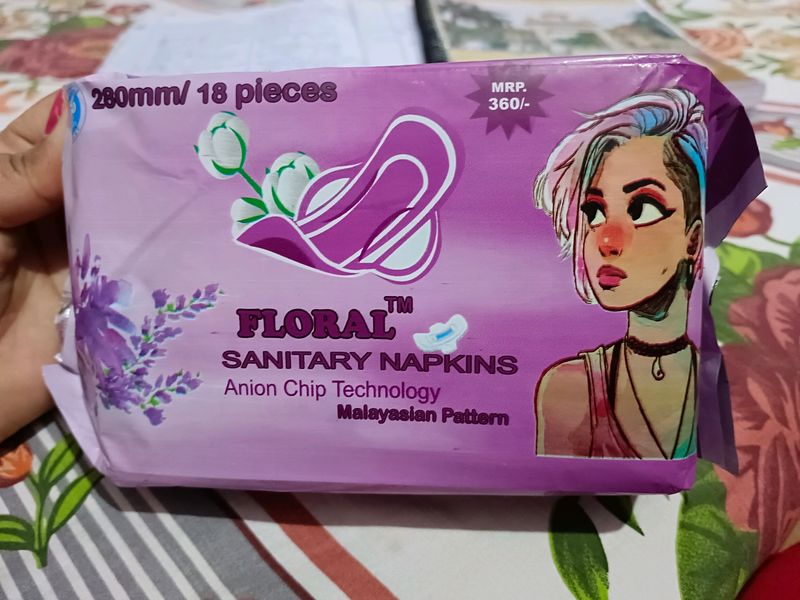 280mm/ 18 pieces
MRP.
360/-
FLORAL™
SANITARY NAPKINS
Anion Chip Technology
Malayasian Pattern